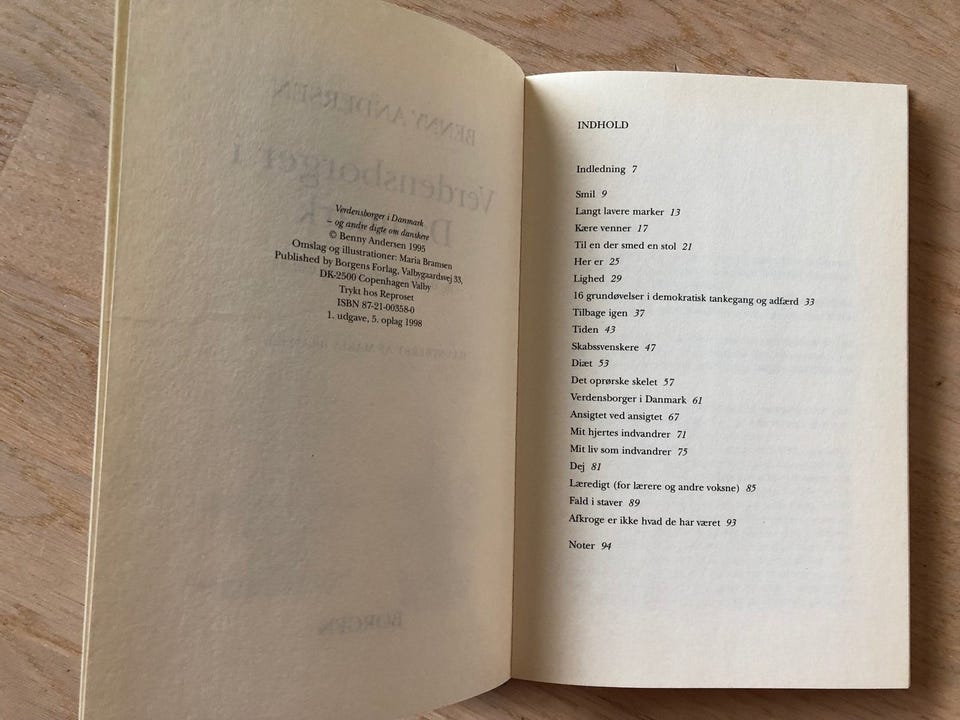 Verdensborger i Danmark
– og andre digte om danskere
© Benny Andersen 1995
Omslag og illustrationer: Maria Bramsen
Published by Borgens Forlag, Valbygaardsvej 33,
DK-2500 Copenhagen Valby
Trykt hos Reproset
ISBN 87-21-00358-0
1. udgave, 5. oplag 1998
BENNY ANDERSEN
Verdensborger i
BORGEN
INDHOLD
Indledning 7
Smil 9
Langt lavere marker 13
Kære venner 17
Til en der smed en stol 21
Her er 25
Lighed 29
16 grundøvelser i demokratisk tankegang og adfærd 33
Tilbage igen 37
Tiden 43
Skabssvenskere 47
Diæt 53
Det oprørske skelet 57
Verdensborger i Danmark 61
Ansigtet ved ansigtet 67
Mit hjertes indvandrer 71
Mit liv som indvandrer 75
Dej 81
Læredigt (for lærere og andre voksne) 85
Fald i staver 89
Afkroge er ikke hvad de har været 93
Noter 94